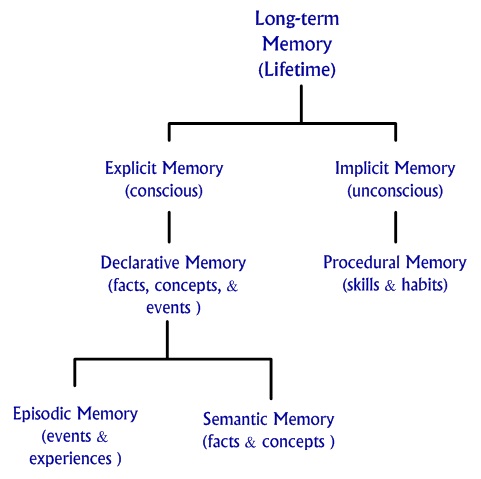 Long-term
Memory
(Lifetime)
Explicit Memory
(conscious)
Implicit Memory
(unconscious)
Declarative Memory
(facts, concepts, &
events )
Procedural Memory
(skills & habits)
Episodic Memory
(events &
experiences )
Semantic Memory
(facts & concepts )